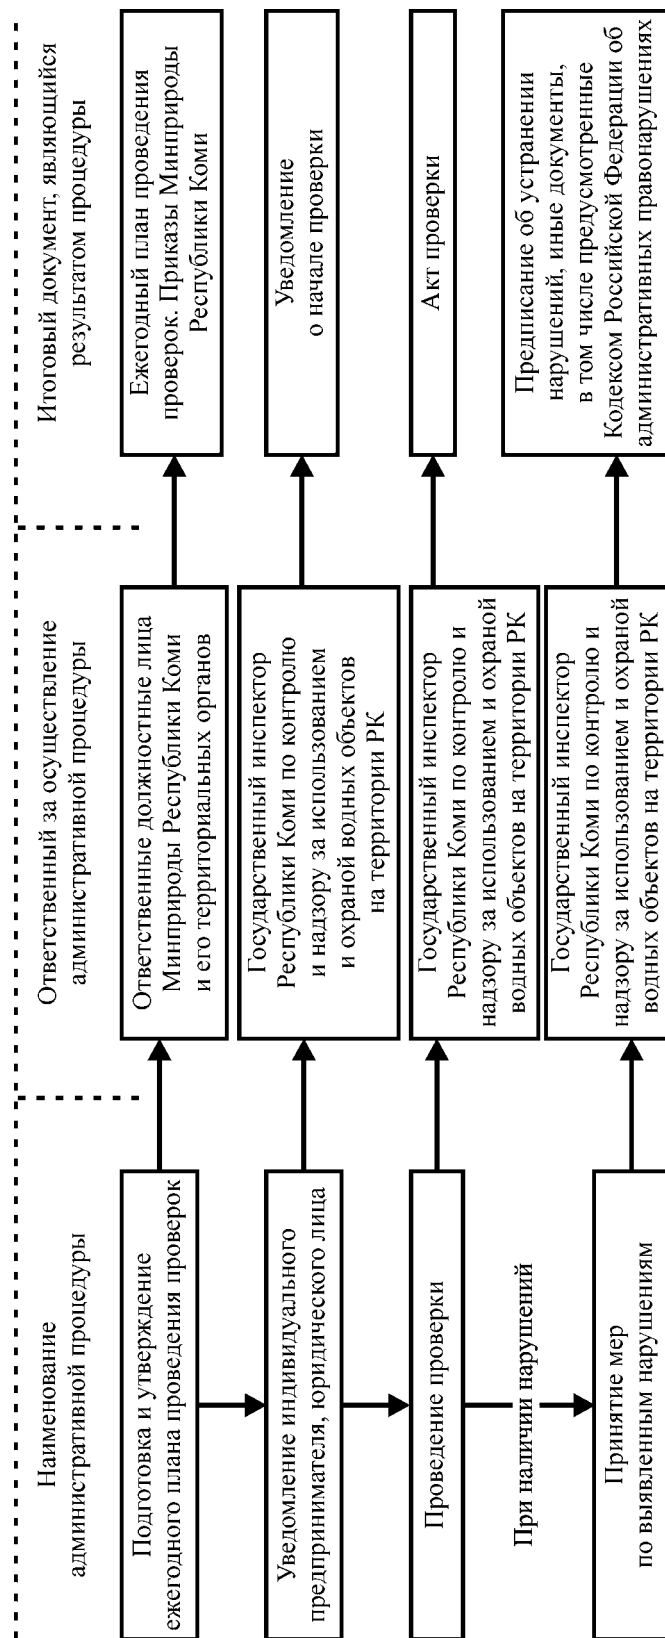 Наименование
административной процедуры
Ответственный за осуществление
административной процедуры
Итоговый документ, являющийся
результатом процедуры
Подготовка и утверждение
ежегодного плана проведения проверок
Ответственные должностные лица
Минприроды Республики Коми
и его территориальных органов
Ежегодный план проведения
проверок. Приказы Минприроды
Республики Коми
Уведомление индивидуального
предпринимателя, юридического лица
Государственный инспектор
Республики Коми по контролю
и надзору за использованием
и охраной водных объектов
на территории РК
Уведомление
о начале проверки
Проведение проверки
Государственный инспектор
Республики Коми по контролю и
надзору за использованием и охраной
водных объектов на территории РК
Акт проверки
При наличии нарушений
Принятие мер
по выявленным нарушениям
Государственный инспектор
Республики Коми по контролю и
надзору за использованием и охраной
водных объектов на территории РК
Предписание об устранении
нарушений, иные документы,
в том числе предусмотренные
Кодексом Российской Федерации об
административных правонарушениях